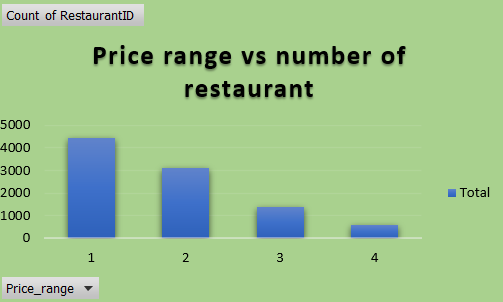 Count of RestaurantID
Price range vs number of
restaurant
5000
4000
3000
2000
1000
0
1 2 3 4
Total
Price_range